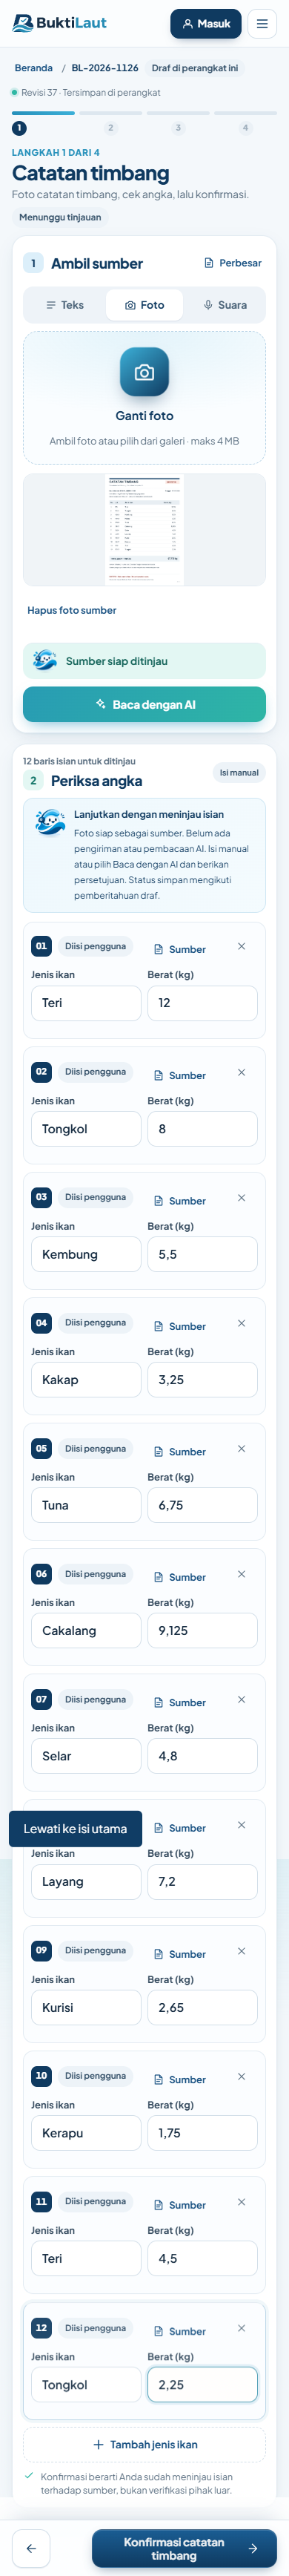 BuktiLaut
Masuk
Beranda / BL-2026-1126 Draf di perangkat ini
Revisi 37 · Tersimpan di perangkat
1 2 3 4
LANGKAH 1 DARI 4
Catatan timbang
Foto catatan timbang, cek angka, lalu konfirmasi.
Menunggu tinjauan
1 Ambil sumber Perbesar
Teks Foto Suara
Ganti foto
Ambil foto atau pilih dari galeri · maks 4 MB
CATATAN TIMBANG
Hapus foto sumber
Sumber siap ditinjau
Baca dengan AI
12 baris isian untuk ditinjau
2 Periksa angka Isi manual
Lanjutkan dengan meninjau isian
Foto siap sebagai sumber. Belum ada
pengiriman atau pembacaan AI. Isi manual
atau pilih Baca dengan AI dan berikan
persetujuan. Status simpan mengikuti
pemberitahuan draf.
01 Diisi pengguna Sumber
Jenis ikan Berat (kg)
Teri 12
02 Diisi pengguna Sumber
Jenis ikan Berat (kg)
Tongkol 8
03 Diisi pengguna Sumber
Jenis ikan Berat (kg)
Kembung 5,5
04 Diisi pengguna Sumber
Jenis ikan Berat (kg)
Kakap 3,25
05 Diisi pengguna Sumber
Jenis ikan Berat (kg)
Tuna 6,75
06 Diisi pengguna Sumber
Jenis ikan Berat (kg)
Cakalang 9,125
07 Diisi pengguna Sumber
Jenis ikan Berat (kg)
Selar 4,8
Lewati ke isi utama Sumber
Jenis ikan Berat (kg)
Layang 7,2
09 Diisi pengguna Sumber
Jenis ikan Berat (kg)
Kurisi 2,65
10 Diisi pengguna Sumber
Jenis ikan Berat (kg)
Kerapu 1,75
11 Diisi pengguna Sumber
Jenis ikan Berat (kg)
Teri 4,5
12 Diisi pengguna Sumber
Jenis ikan Berat (kg)
Tongkol 2,25
Tambah jenis ikan
Konfirmasi berarti Anda sudah meninjau isian
terhadap sumber, bukan verifikasi pihak luar.
Konfirmasi catatan
timbang